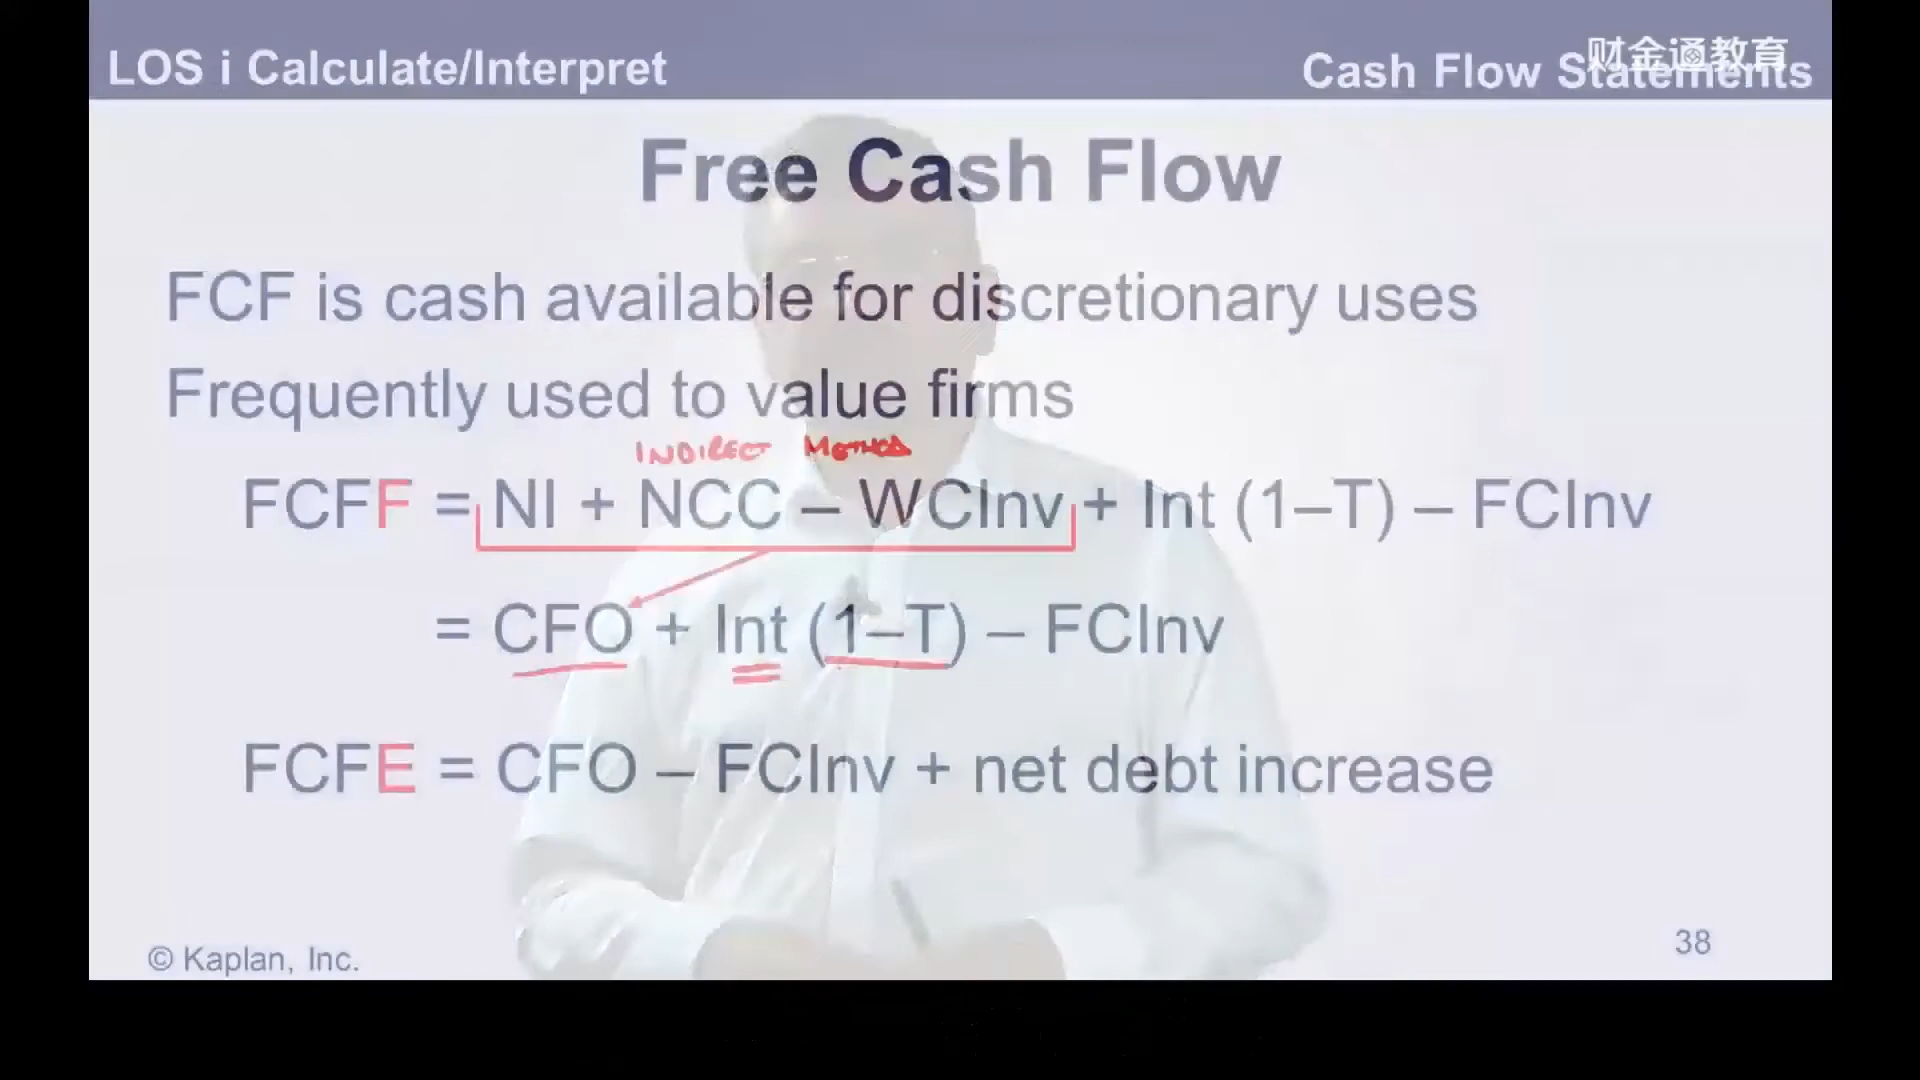 LOS i Calculate/Interpret
Cash Flow Statements
财金通教育
Free Cash Flow
FCF is cash available for discretionary uses
Frequently used to value firms
INDIRECT METHOD
FCFF = NI + NCC – WCInv + Int (1–T) – FCInv
= CFO + Int (1–T) – FCInv
FCFE = CFO – FCInv + net debt increase
© Kaplan, Inc.
38